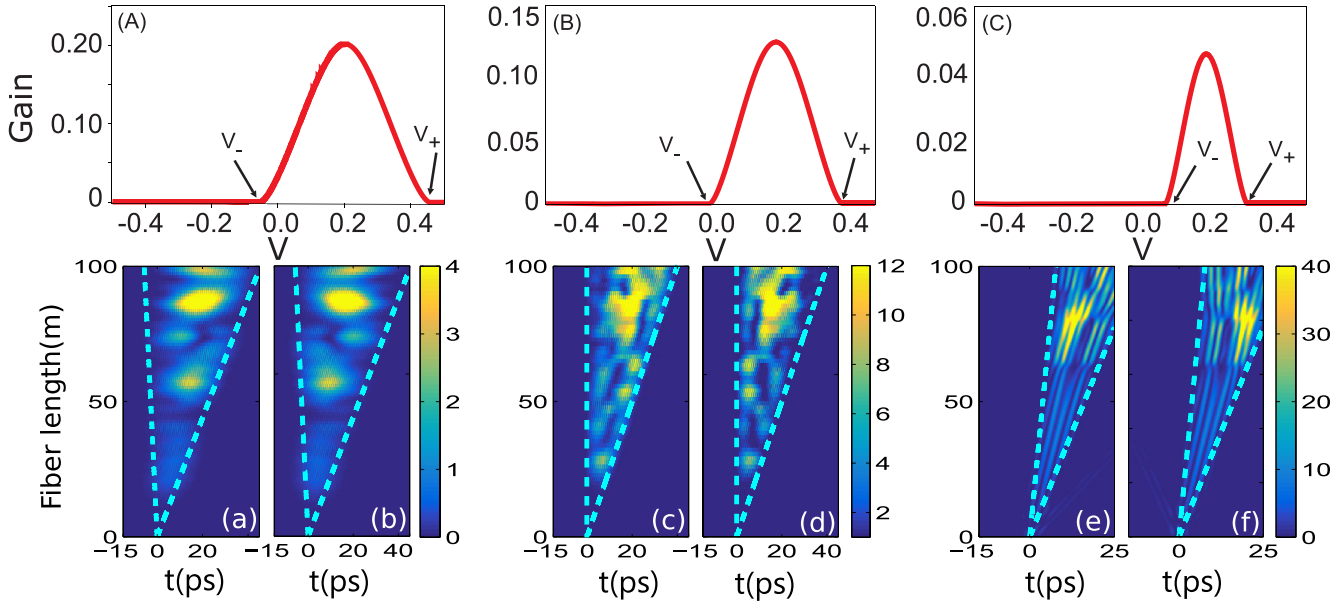 (A)
0.20
Gain
0.10
0
V-
V+
-0.4 -0.2 0.0 0.2 0.4
V
(B)
0.15
0.10
0.05
0
V-
V+
-0.4 -0.2 0.0 0.2 0.4
V
(C)
0.06
0.04
0.02
0
V-
V+
-0.4 -0.2 0.0 0.2 0.4
V
Fiber length(m)
100
50
0
(a)
−15 0 20
t(ps)
(b)
−15 0 20 40
t(ps)
4
3
2
1
0
100
50
0
(c)
−15 0 20 40
t(ps)
(d)
−15 0 20 40
t(ps)
12
10
8
6
4
2
100
50
0
(e)
−15 0 25
t(ps)
(f)
0 25
t(ps)
40
30
20
10
0